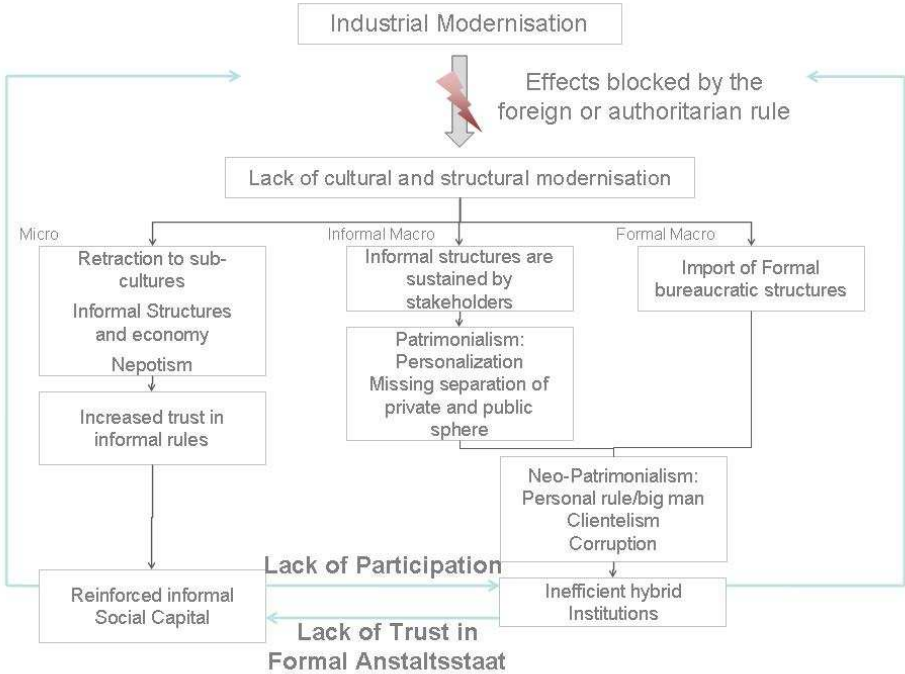 Industrial Modernisation
Effects blocked by the
foreign or authoritarian rule
Lack of cultural and structural modernisation
Micro
Retraction to sub-
cultures
Informal Structures
and economy
Nepotism
Increased trust in
informal rules
Reinforced informal
Social Capital
Informal Macro
Informal structures are
sustained by
stakeholders
Patrimonialism:
Personalization
Missing separation of
private and public
sphere
Formal Macro
Import of Formal
bureaucratic structures
Neo-Patrimonialism:
Personal rule/big man
Clientelism
Corruption
Inefficient hybrid
Institutions
Lack of Participation
Lack of Trust in
Formal Anstaltsstaat